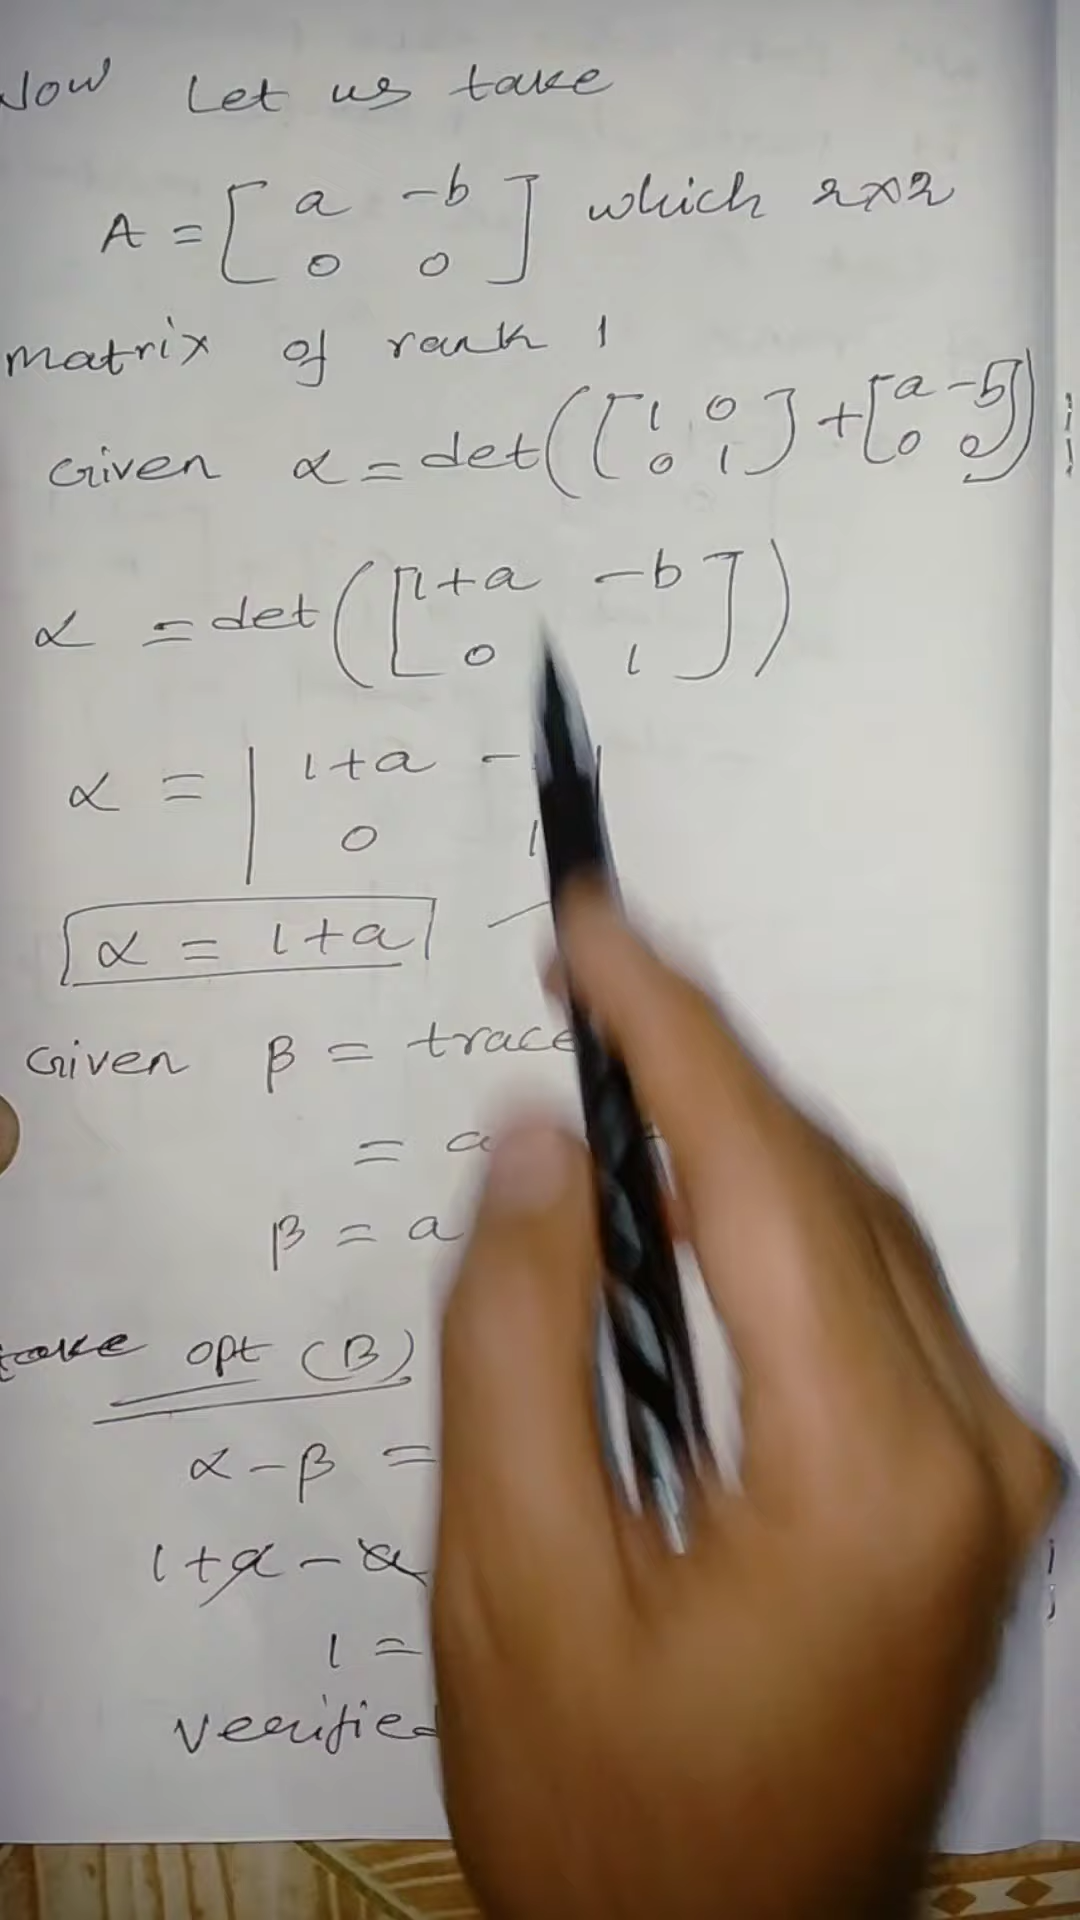 Now Let us take
A = [ a -b ] which 2×2
0 0
matrix of rank 1
Given α = det([ 1 0 ] + [ a -b ])
0 1 0 0
α = det([ 1+a -b ])
0 1
α = | 1+a - |
0 1
α = 1+a
Given β = trace
= a
β = a
take opt (B)
α - β =
1+a - a
1 =
verified